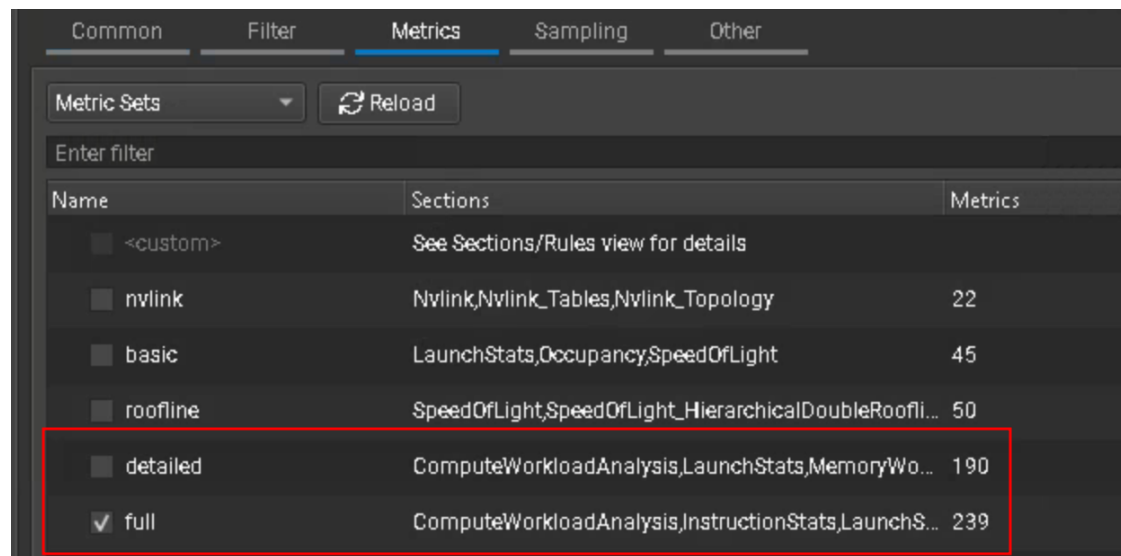 Common Filter Metrics Sampling Other
Metric Sets Reload
Enter filter
Name Sections Metrics
<custom> See Sections/Rules view for details
nvlink Nvlink,Nvlink_Tables,Nvlink_Topology 22
basic LaunchStats,Occupancy,SpeedOfLight 45
roofline SpeedOfLight,SpeedOfLight_HierarchicalDoubleRoofli... 50
detailed ComputeWorkloadAnalysis,LaunchStats,MemoryWo... 190
full ComputeWorkloadAnalysis,InstructionStats,LaunchS... 239